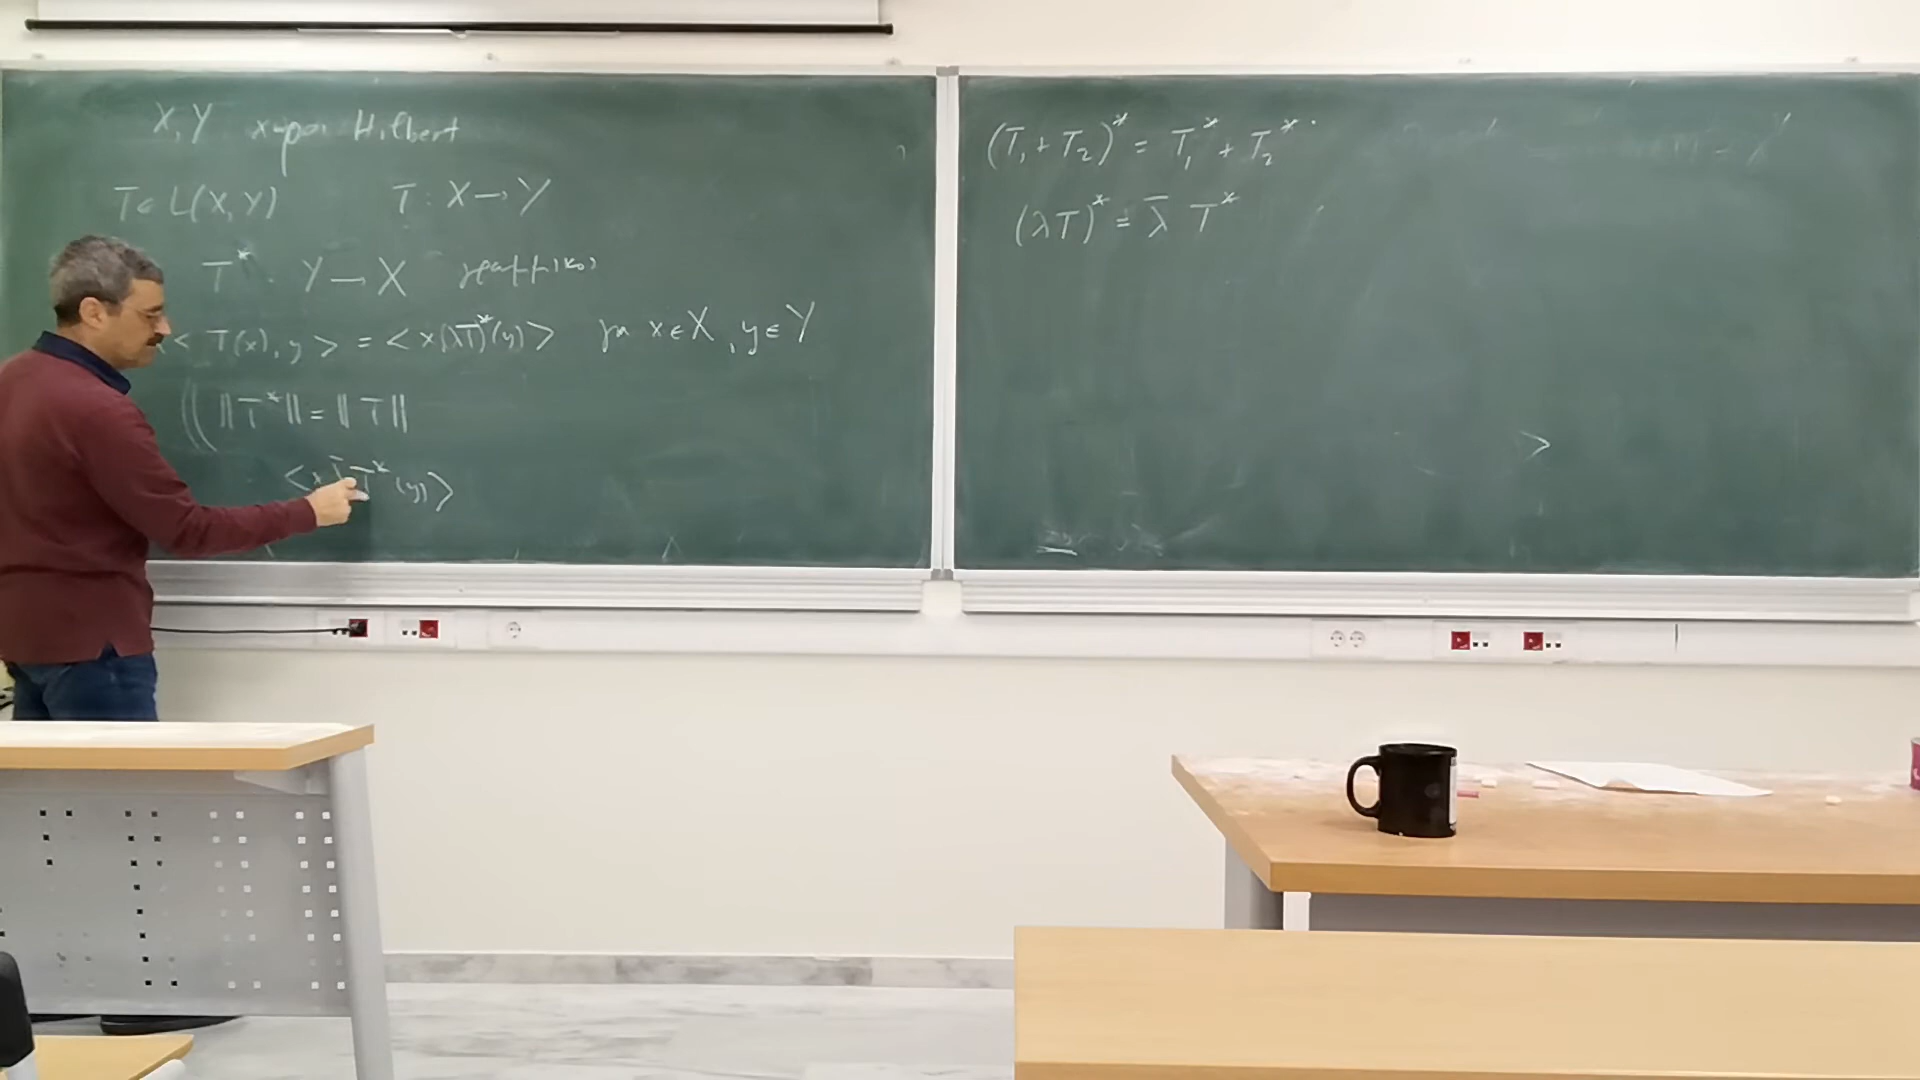 X, Y χώροι Hilbert
T ∈ L(X, Y) T : X → Y
T* : Y → X γραμμικός
< T(x), y > = < x, (λT)*(y) > για x ∈ X, y ∈ Y
‖T*‖ = ‖T‖
< x, λ̄ T*(y) >
(T₁ + T₂)* = T₁* + T₂*
(λT)* = λ̄ T*
>